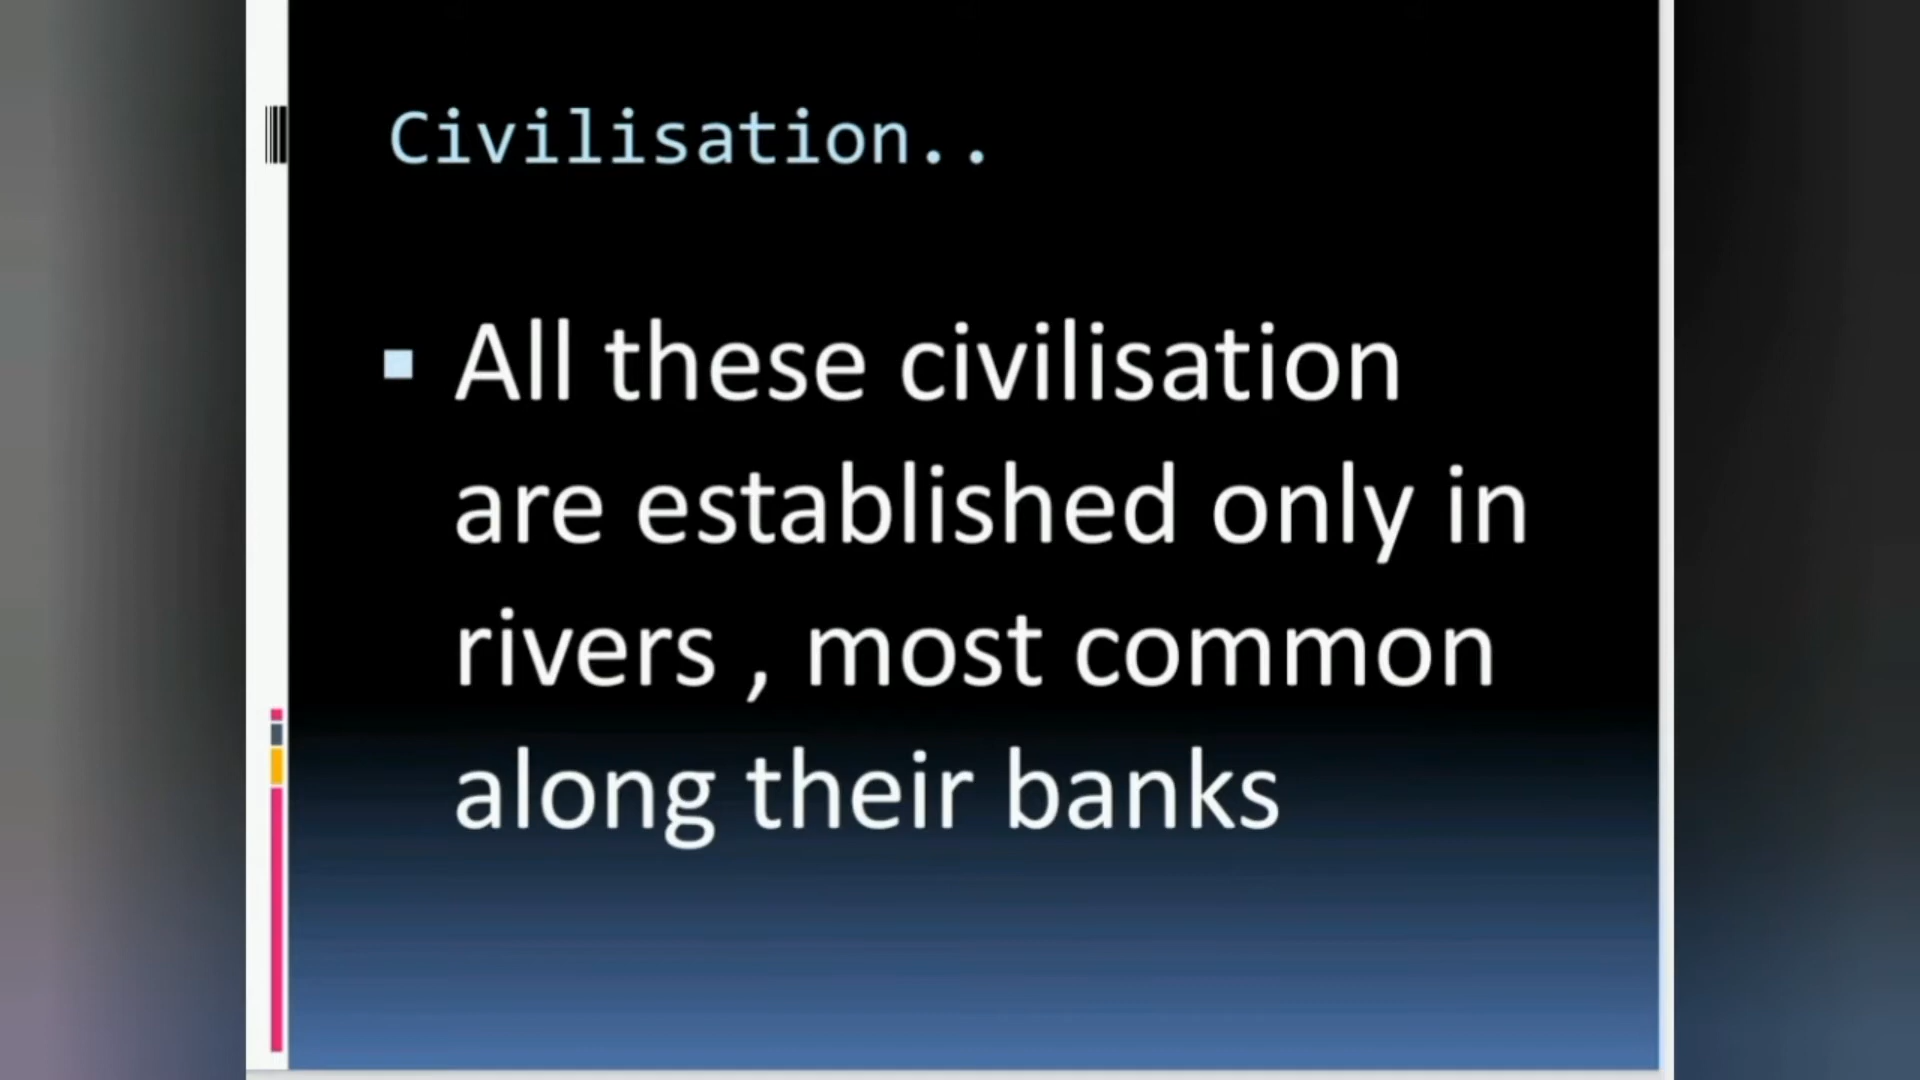 Civilisation..
All these civilisation
are established only in
rivers , most common
along their banks